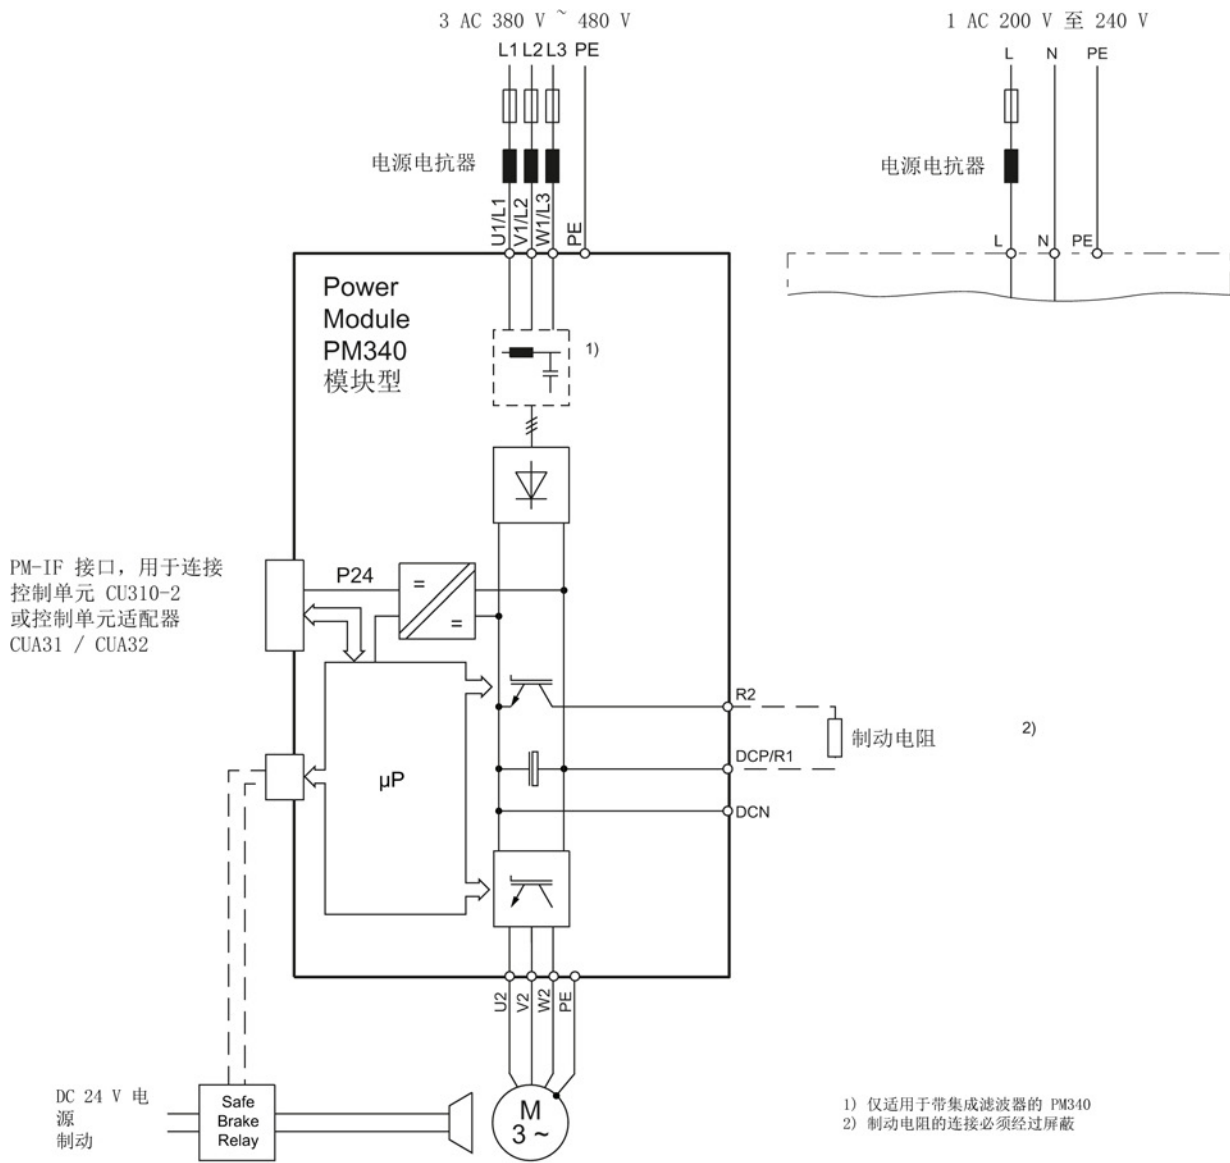 3 AC 380 V ~ 480 V
1 AC 200 V 至 240 V
L1 L2 L3 PE
L N PE
电源电抗器
电源电抗器
U1/L1
V1/L2
W1/L3
PE
L N PE
Power
Module
PM340
模块型
1)
PM-IF 接口，用于连接
控制单元 CU310-2
或控制单元适配器
CUA31 / CUA32
P24
=
=
R2
制动电阻
2)
DCP/R1
µP
DCN
U2
V2
W2
PE
DC 24 V 电
源
制动
Safe
Brake
Relay
M
3 ~
1) 仅适用于带集成滤波器的 PM340
2) 制动电阻的连接必须经过屏蔽